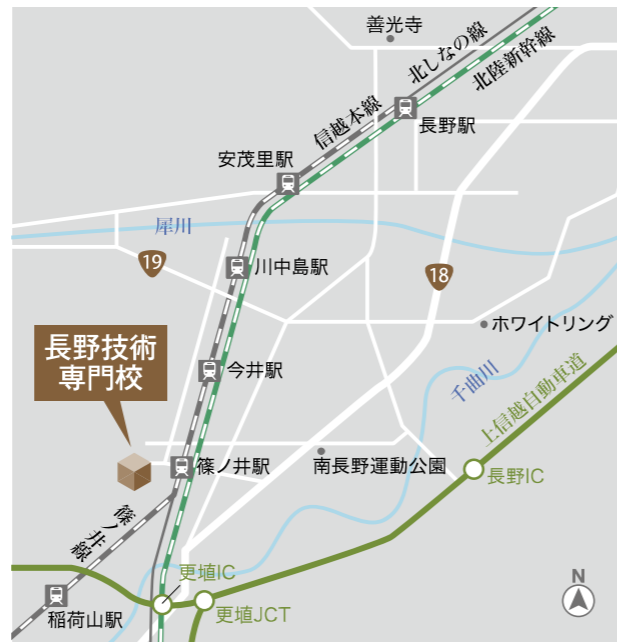 善光寺
北しなの線
北陸新幹線
信越本線
長野駅
安茂里駅
犀川
19
川中島駅
18
ホワイトリング
長野技術
専門校
今井駅
千曲川
上信越自動車道
篠ノ井駅
南長野運動公園
長野IC
篠ノ井線
更埴IC
稲荷山駅
更埴JCT
N